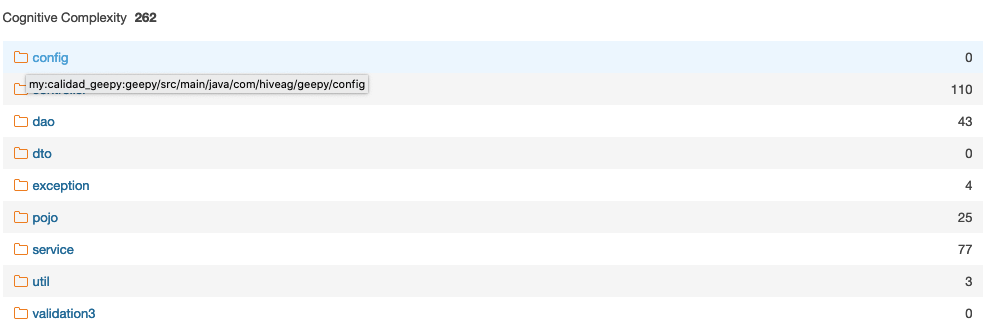 Cognitive Complexity 262
config 0
my:calidad_geepy:geepy/src/main/java/com/hiveag/geepy/config
110
dao 43
dto 0
exception 4
pojo 25
service 77
util 3
validation3 0